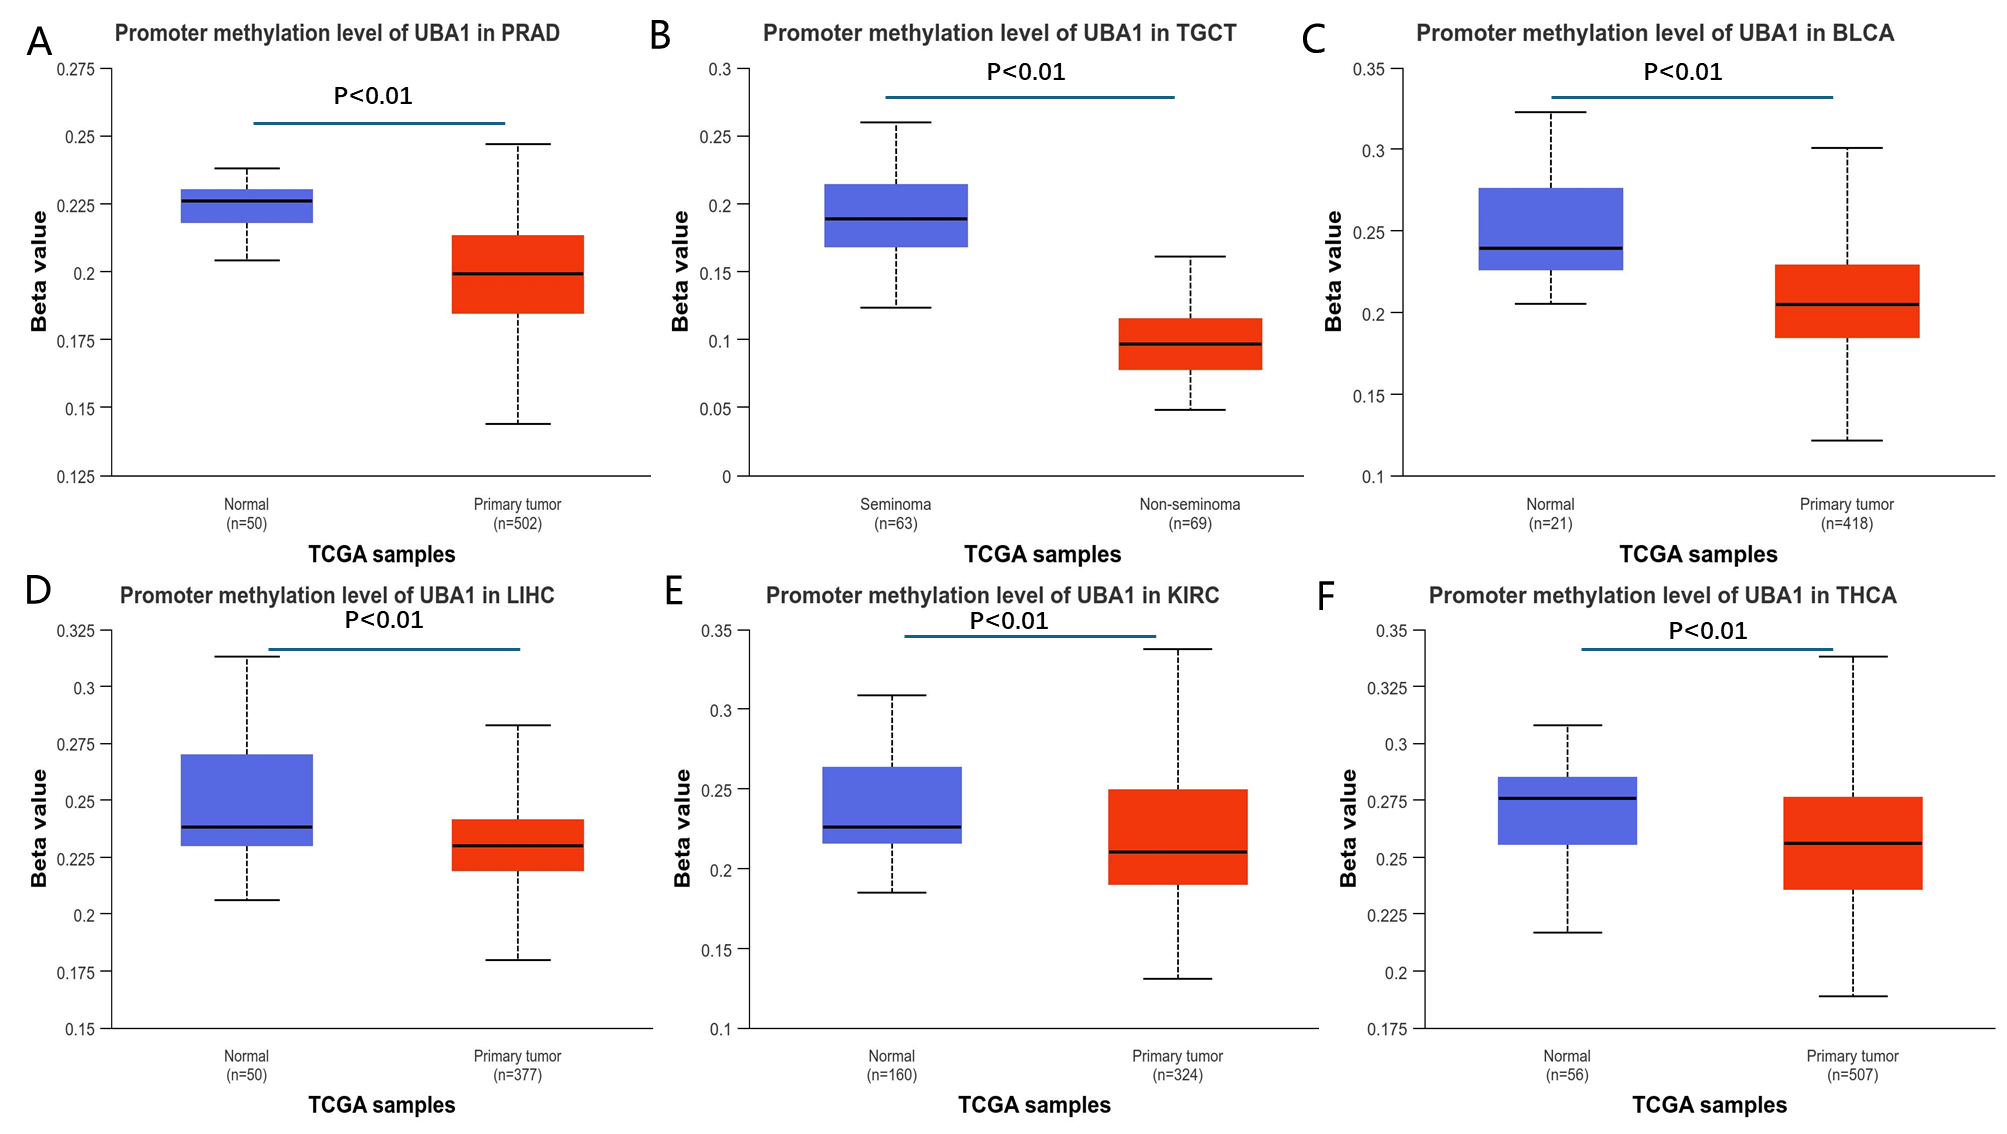 A
Promoter methylation level of UBA1 in PRAD
P<0.01
0.275
0.25
0.225
0.2
0.175
0.15
0.125
Beta value
Normal
(n=50)
Primary tumor
(n=502)
TCGA samples
B
Promoter methylation level of UBA1 in TGCT
P<0.01
0.3
0.25
0.2
0.15
0.1
0.05
0
Beta value
Seminoma
(n=63)
Non-seminoma
(n=69)
TCGA samples
C
Promoter methylation level of UBA1 in BLCA
P<0.01
0.35
0.3
0.25
0.2
0.15
0.1
Beta value
Normal
(n=21)
Primary tumor
(n=418)
TCGA samples
D
Promoter methylation level of UBA1 in LIHC
P<0.01
0.325
0.3
0.275
0.25
0.225
0.2
0.175
0.15
Beta value
Normal
(n=50)
Primary tumor
(n=377)
TCGA samples
E
Promoter methylation level of UBA1 in KIRC
P<0.01
0.35
0.3
0.25
0.2
0.15
0.1
Beta value
Normal
(n=160)
Primary tumor
(n=324)
TCGA samples
F
Promoter methylation level of UBA1 in THCA
P<0.01
0.35
0.325
0.3
0.275
0.25
0.225
0.2
0.175
Beta value
Normal
(n=56)
Primary tumor
(n=507)
TCGA samples